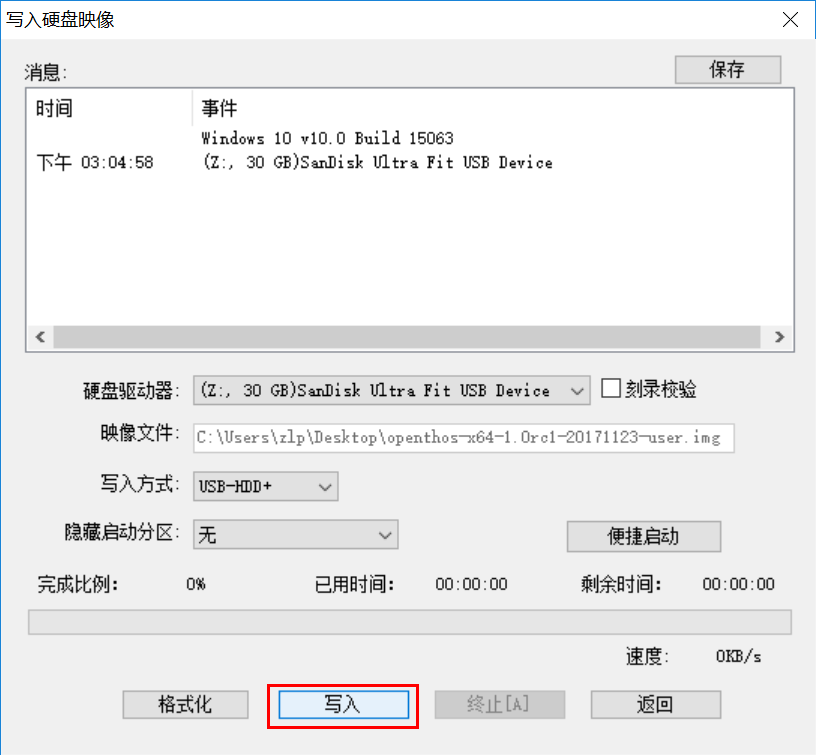 写入硬盘映像
消息:
保存
时间 事件
Windows 10 v10.0 Build 15063
下午 03:04:58 (Z:, 30 GB)SanDisk Ultra Fit USB Device
硬盘驱动器: (Z:, 30 GB)SanDisk Ultra Fit USB Device 刻录校验
映像文件: C:\Users\zlp\Desktop\openthos-x64-1.0rc1-20171123-user.img
写入方式: USB-HDD+
隐藏启动分区: 无 便捷启动
完成比例: 0% 已用时间: 00:00:00 剩余时间: 00:00:00
速度: 0KB/s
格式化 写入 终止[A] 返回